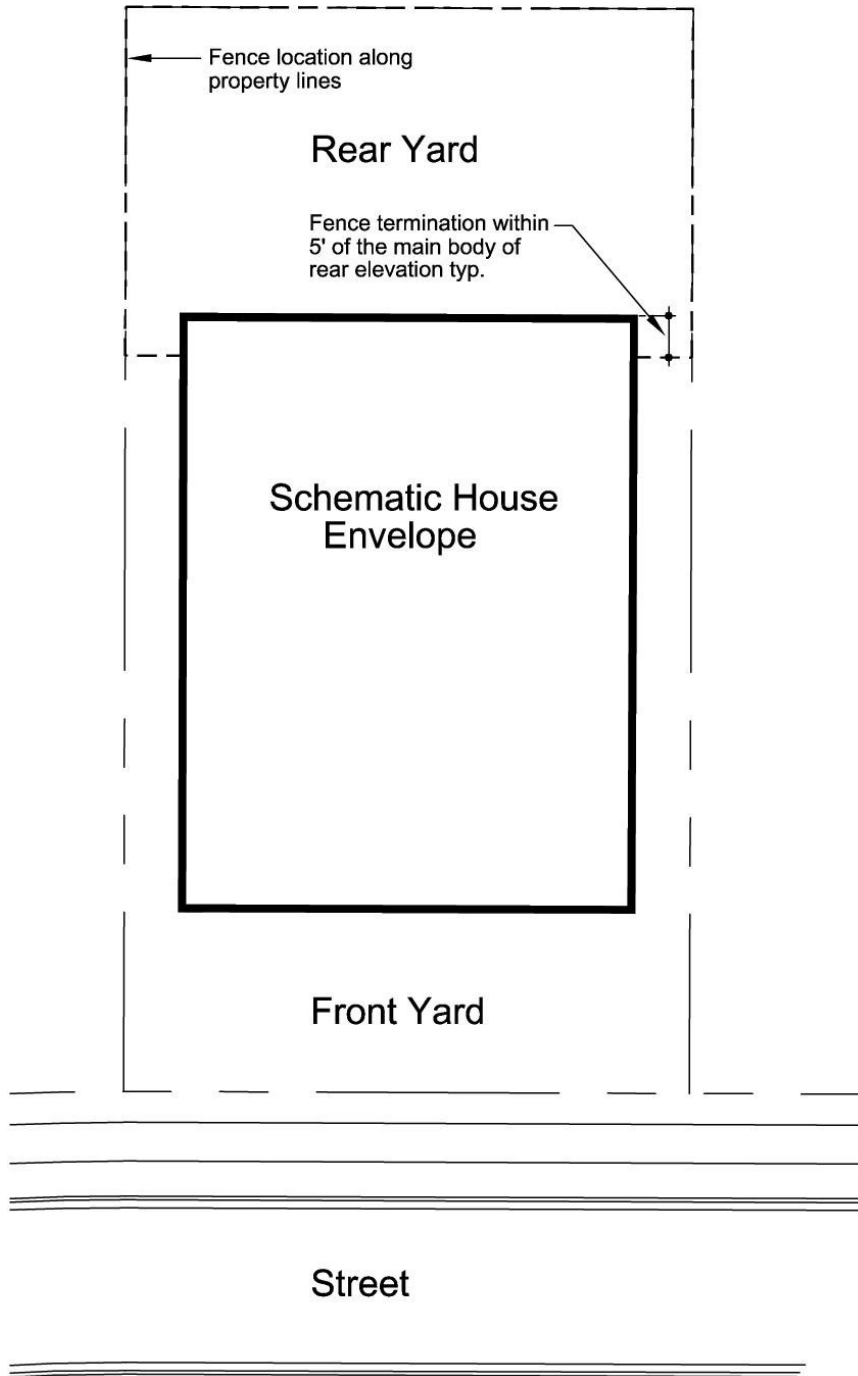 Fence location along
property lines
Rear Yard
Fence termination within
5' of the main body of
rear elevation typ.
Schematic House
Envelope
Front Yard
Street